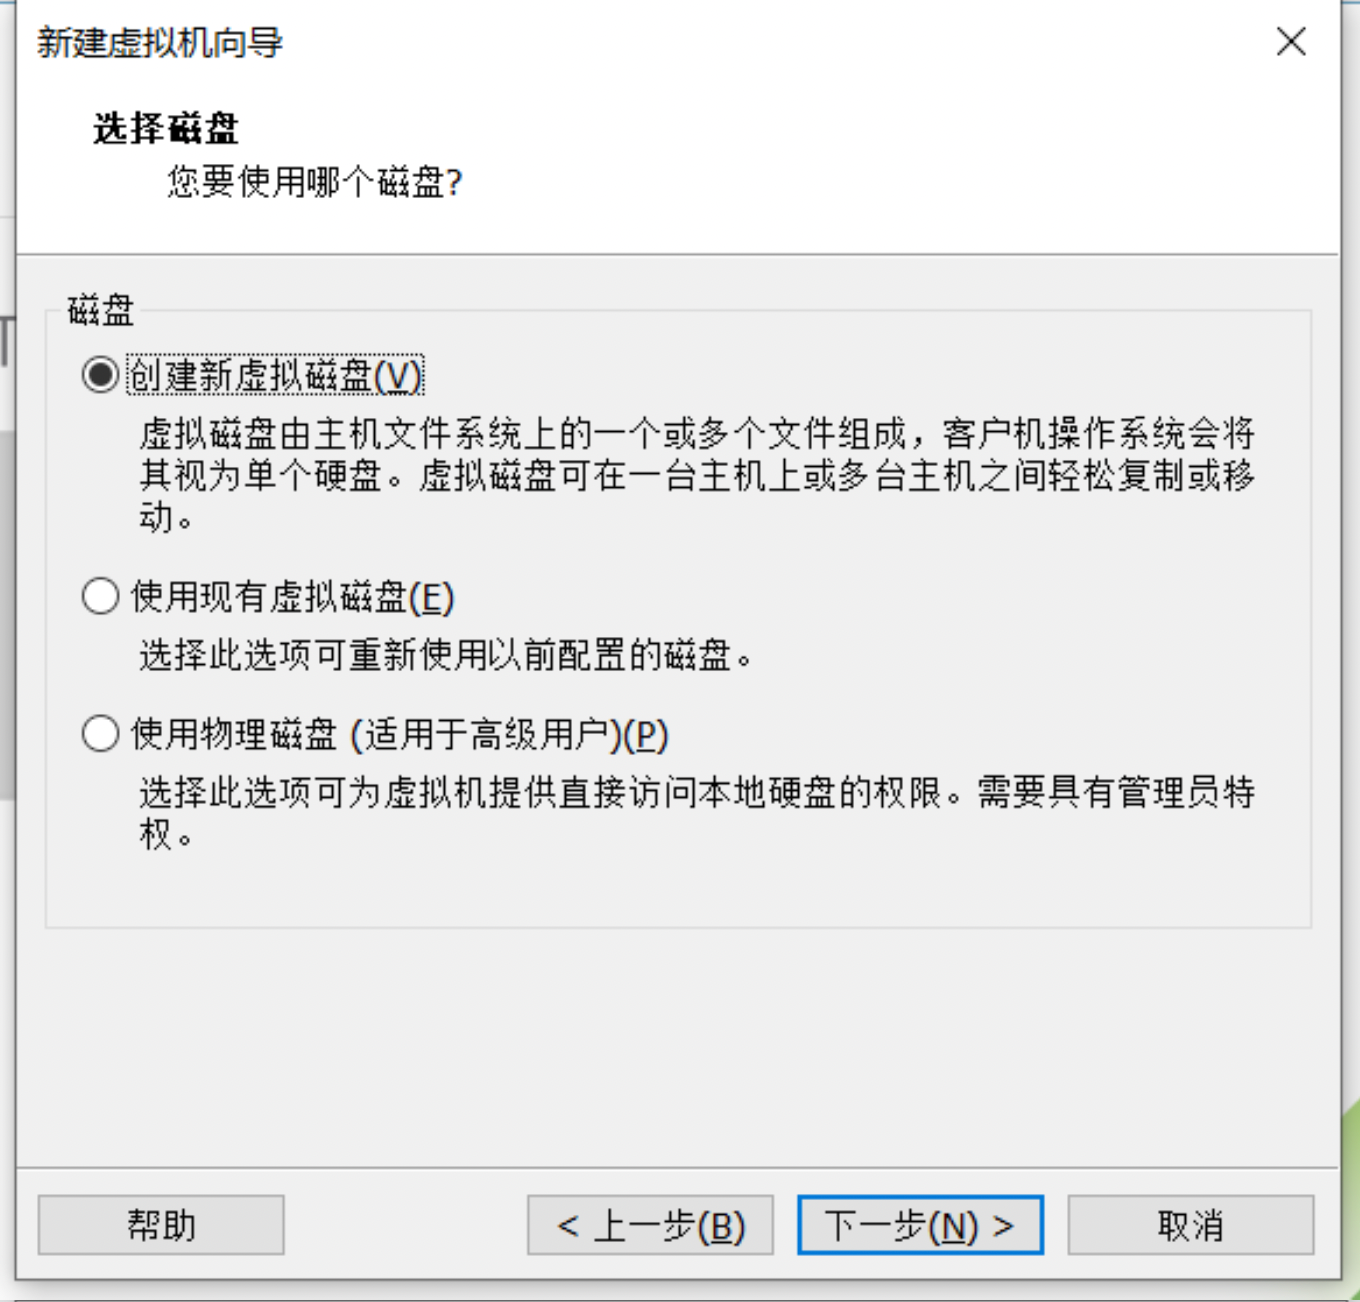 新建虚拟机向导
选择磁盘
您要使用哪个磁盘?
磁盘
创建新虚拟磁盘(V)
虚拟磁盘由主机文件系统上的一个或多个文件组成，客户机操作系统会将
其视为单个硬盘。虚拟磁盘可在一台主机上或多台主机之间轻松复制或移
动。
使用现有虚拟磁盘(E)
选择此选项可重新使用以前配置的磁盘。
使用物理磁盘 (适用于高级用户)(P)
选择此选项可为虚拟机提供直接访问本地硬盘的权限。需要具有管理员特
权。
帮助
< 上一步(B)
下一步(N) >
取消